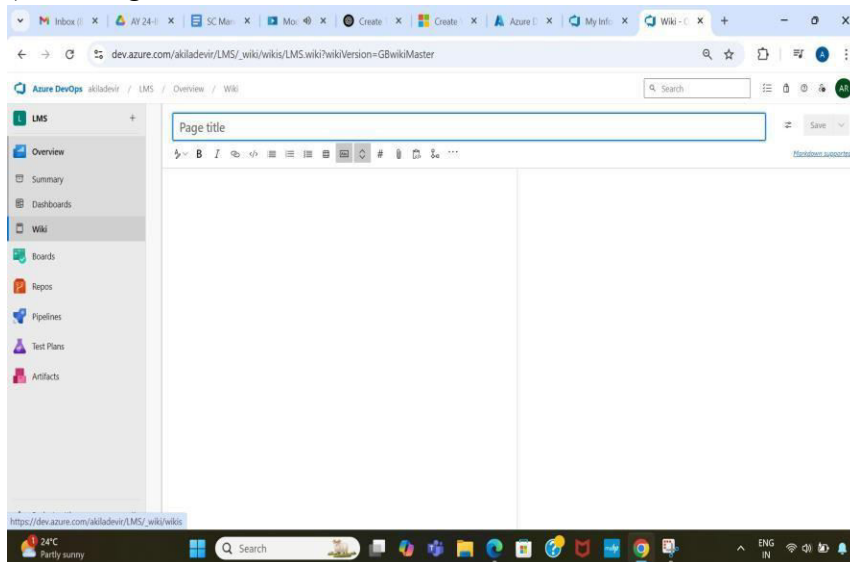 Inbox (
AY 24-
SC Man
Mod
Create
Create
Azure D
My Info
Wiki -
dev.azure.com/akiladevir/LMS/_wiki/wikis/LMS.wiki?wikiVersion=GBwikiMaster
Azure DevOps akiladevir / LMS / Overview / Wiki
Search
AR
L LMS +
Page title
Save
Overview
B I
Markdown supported
Summary
Dashboards
Wiki
Boards
Repos
Pipelines
Test Plans
Artifacts
https://dev.azure.com/akiladevir/LMS/_wiki/wikis
24°C
Partly sunny
Search
ENG
IN